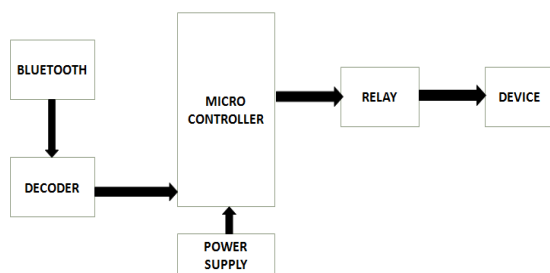 BLUETOOTH
MICRO
CONTROLLER
RELAY
DEVICE
DECODER
POWER
SUPPLY